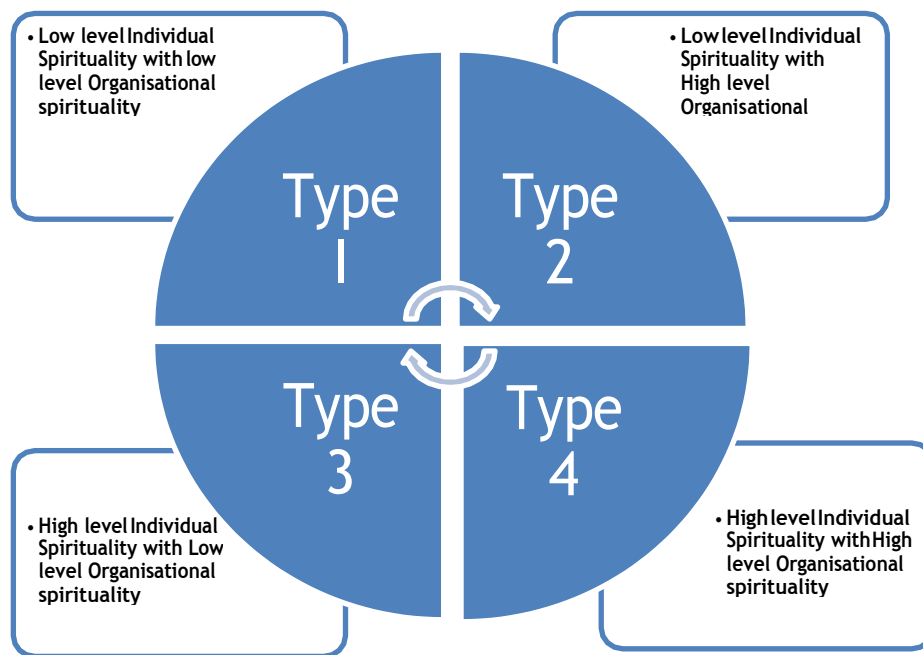 • Low level Individual
Spirituality with low
level Organisational
spirituality
• Low level Individual
Spirituality with
High level
Organisational
Type
1
Type
2
Type
3
Type
4
• High level Individual
Spirituality with Low
level Organisational
spirituality
• High level Individual
Spirituality with High
level Organisational
spirituality